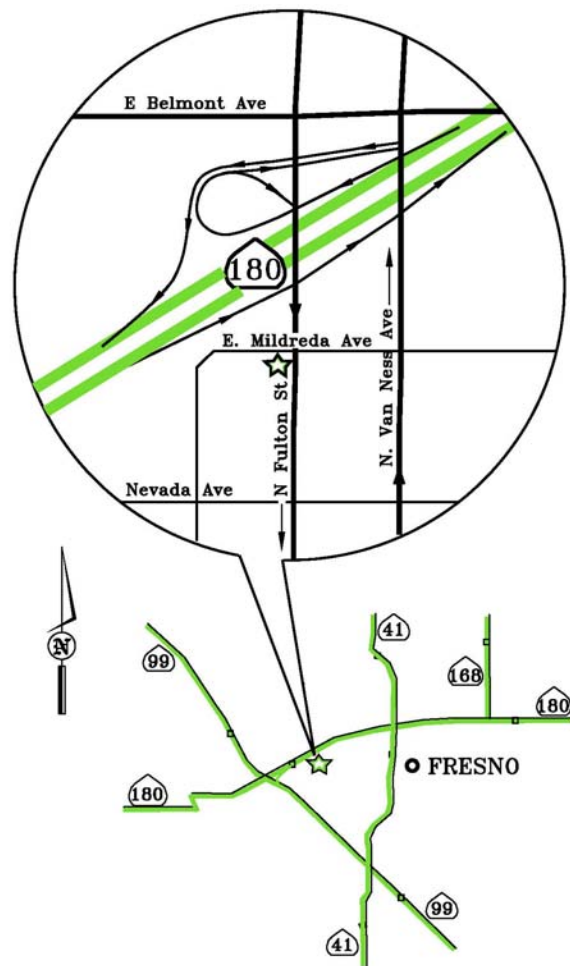 E Belmont Ave
180
E. Mildreda Ave
N Fulton St
N. Van Ness Ave
Nevada Ave
N
99
41
168
180
FRESNO
180
99
41